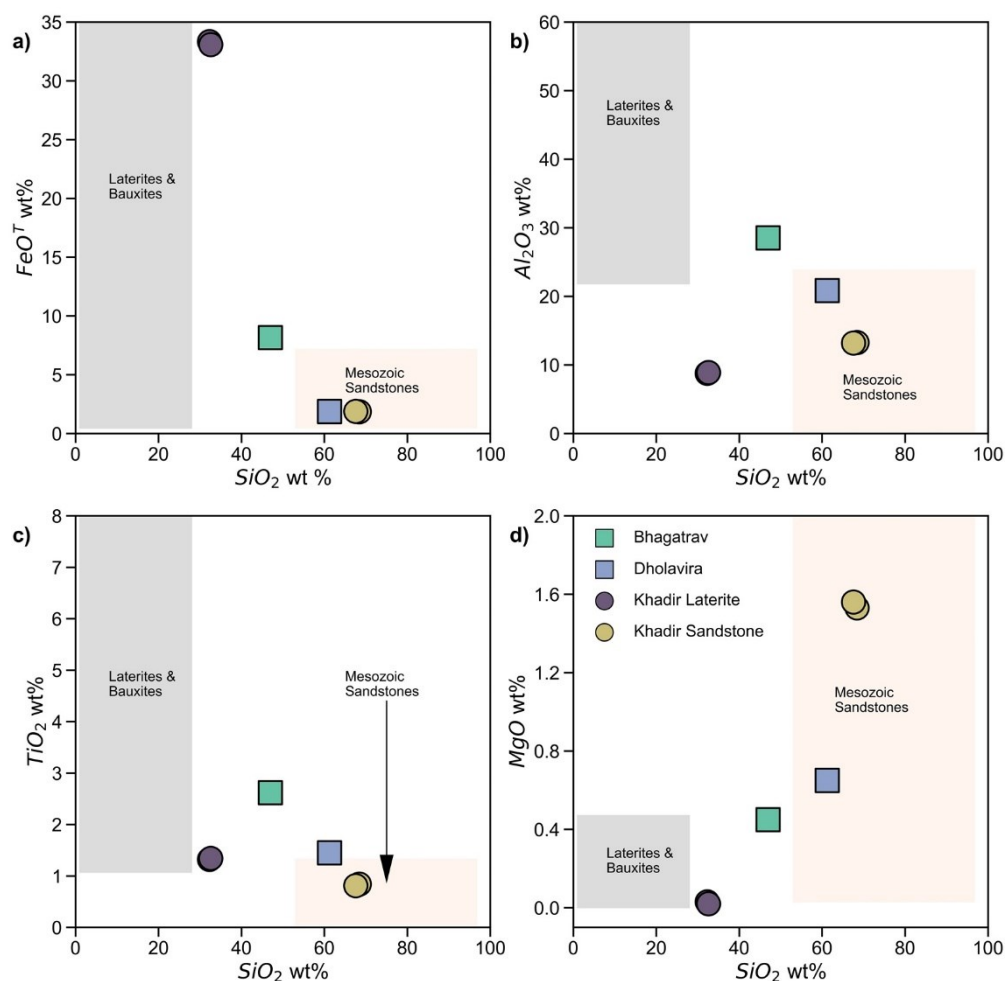 a)
35
30
25
20
15
10
5
0
FeO^T wt%
Laterites &
Bauxites
Mesozoic
Sandstones
0 20 40 60 80 100
SiO₂ wt %
b)
60
50
40
30
20
10
0
Al₂O₃ wt%
Laterites &
Bauxites
Mesozoic
Sandstones
0 20 40 60 80 100
SiO₂ wt%
c)
8
7
6
5
4
3
2
1
0
TiO₂ wt%
Laterites &
Bauxites
Mesozoic
Sandstones
0 20 40 60 80 100
SiO₂ wt%
d)
2.0
1.6
1.2
0.8
0.4
0.0
MgO wt%
Bhagatrav
Dholavira
Khadir Laterite
Khadir Sandstone
Mesozoic
Sandstones
Laterites &
Bauxites
0 20 40 60 80 100
SiO₂ wt%